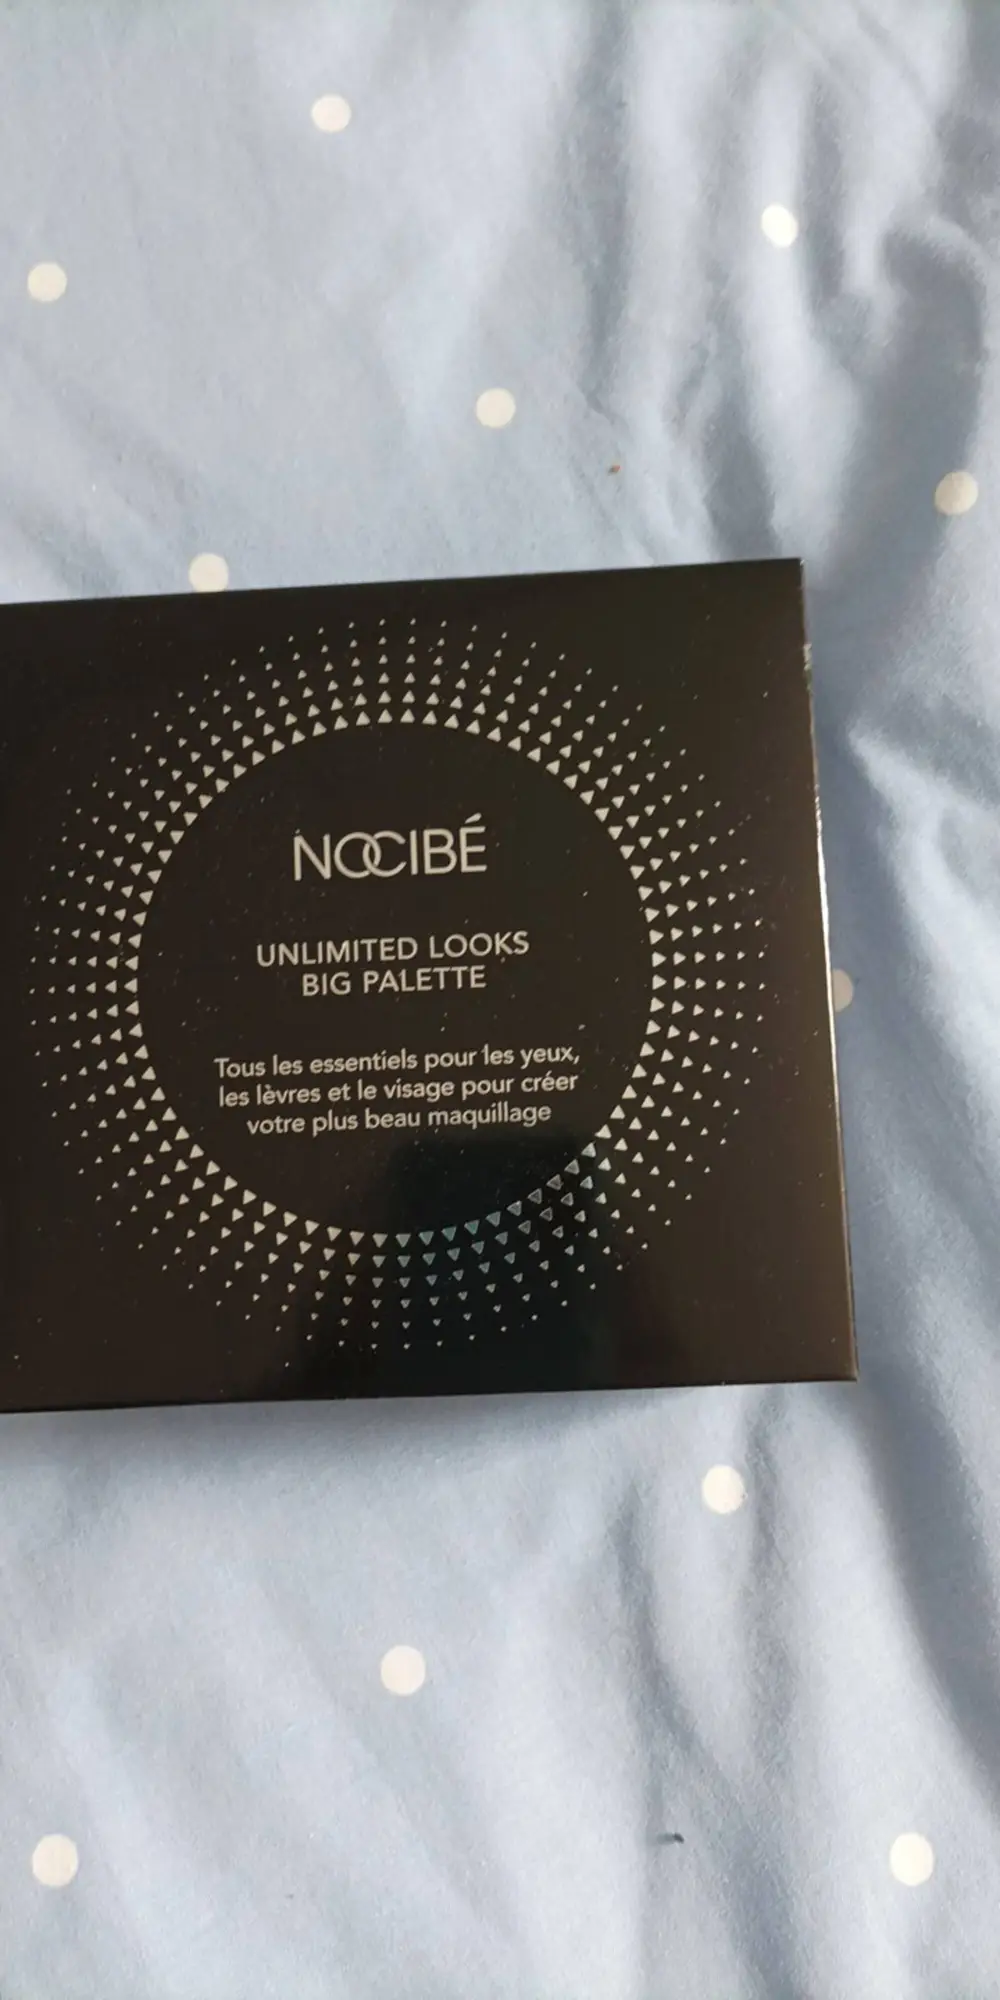 NOCIBÉ
UNLIMITED LOOKS
BIG PALETTE
Tous les essentiels pour les yeux,
les lèvres et le visage pour créer
votre plus beau maquillage